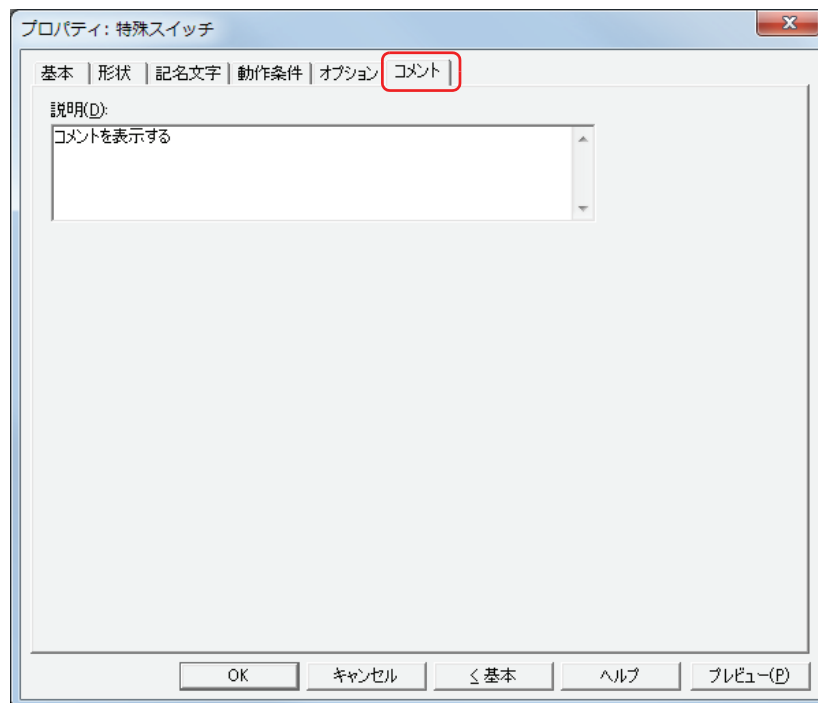 プロパティ: 特殊スイッチ
基本 形状 記名文字 動作条件 オプション コメント
説明(D):
コメントを表示する
OK キャンセル < 基本 ヘルプ プレビュー(P)